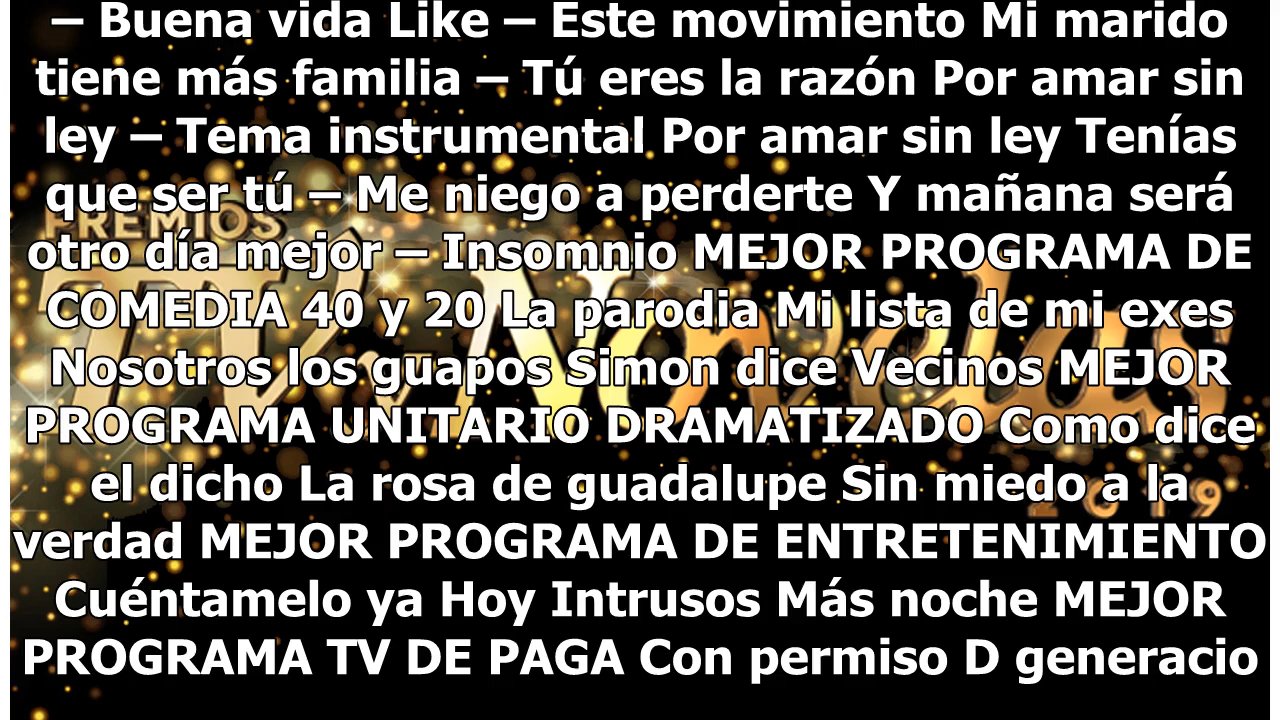 – Buena vida Like – Este movimiento Mi marido
tiene más familia – Tú eres la razón Por amar sin
ley – Tema instrumental Por amar sin ley Tenías
que ser tú – Me niego a perderte Y mañana será
otro día mejor – Insomnio MEJOR PROGRAMA DE
COMEDIA 40 y 20 La parodia Mi lista de mi exes
Nosotros los guapos Simon dice Vecinos MEJOR
PROGRAMA UNITARIO DRAMATIZADO Como dice
el dicho La rosa de guadalupe Sin miedo a la
verdad MEJOR PROGRAMA DE ENTRETENIMIENTO
Cuéntamelo ya Hoy Intrusos Más noche MEJOR
PROGRAMA TV DE PAGA Con permiso D generacio
PREMIOS
TVyNovelas
2019